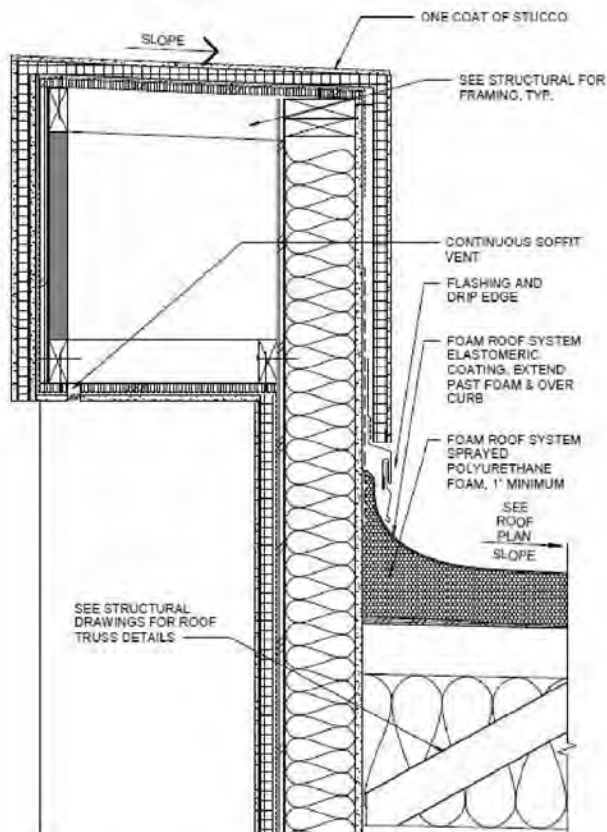 ONE COAT OF STUCCO
SLOPE
SEE STRUCTURAL FOR
FRAMING, TYP.
CONTINUOUS SOFFIT
VENT
FLASHING AND
DRIP EDGE
FOAM ROOF SYSTEM
ELASTOMERIC
COATING, EXTEND
PAST FOAM & OVER
CURB
FOAM ROOF SYSTEM
SPRAYED
POLYURETHANE
FOAM, 1" MINIMUM
SEE
ROOF
PLAN
SLOPE
SEE STRUCTURAL
DRAWINGS FOR ROOF
TRUSS DETAILS